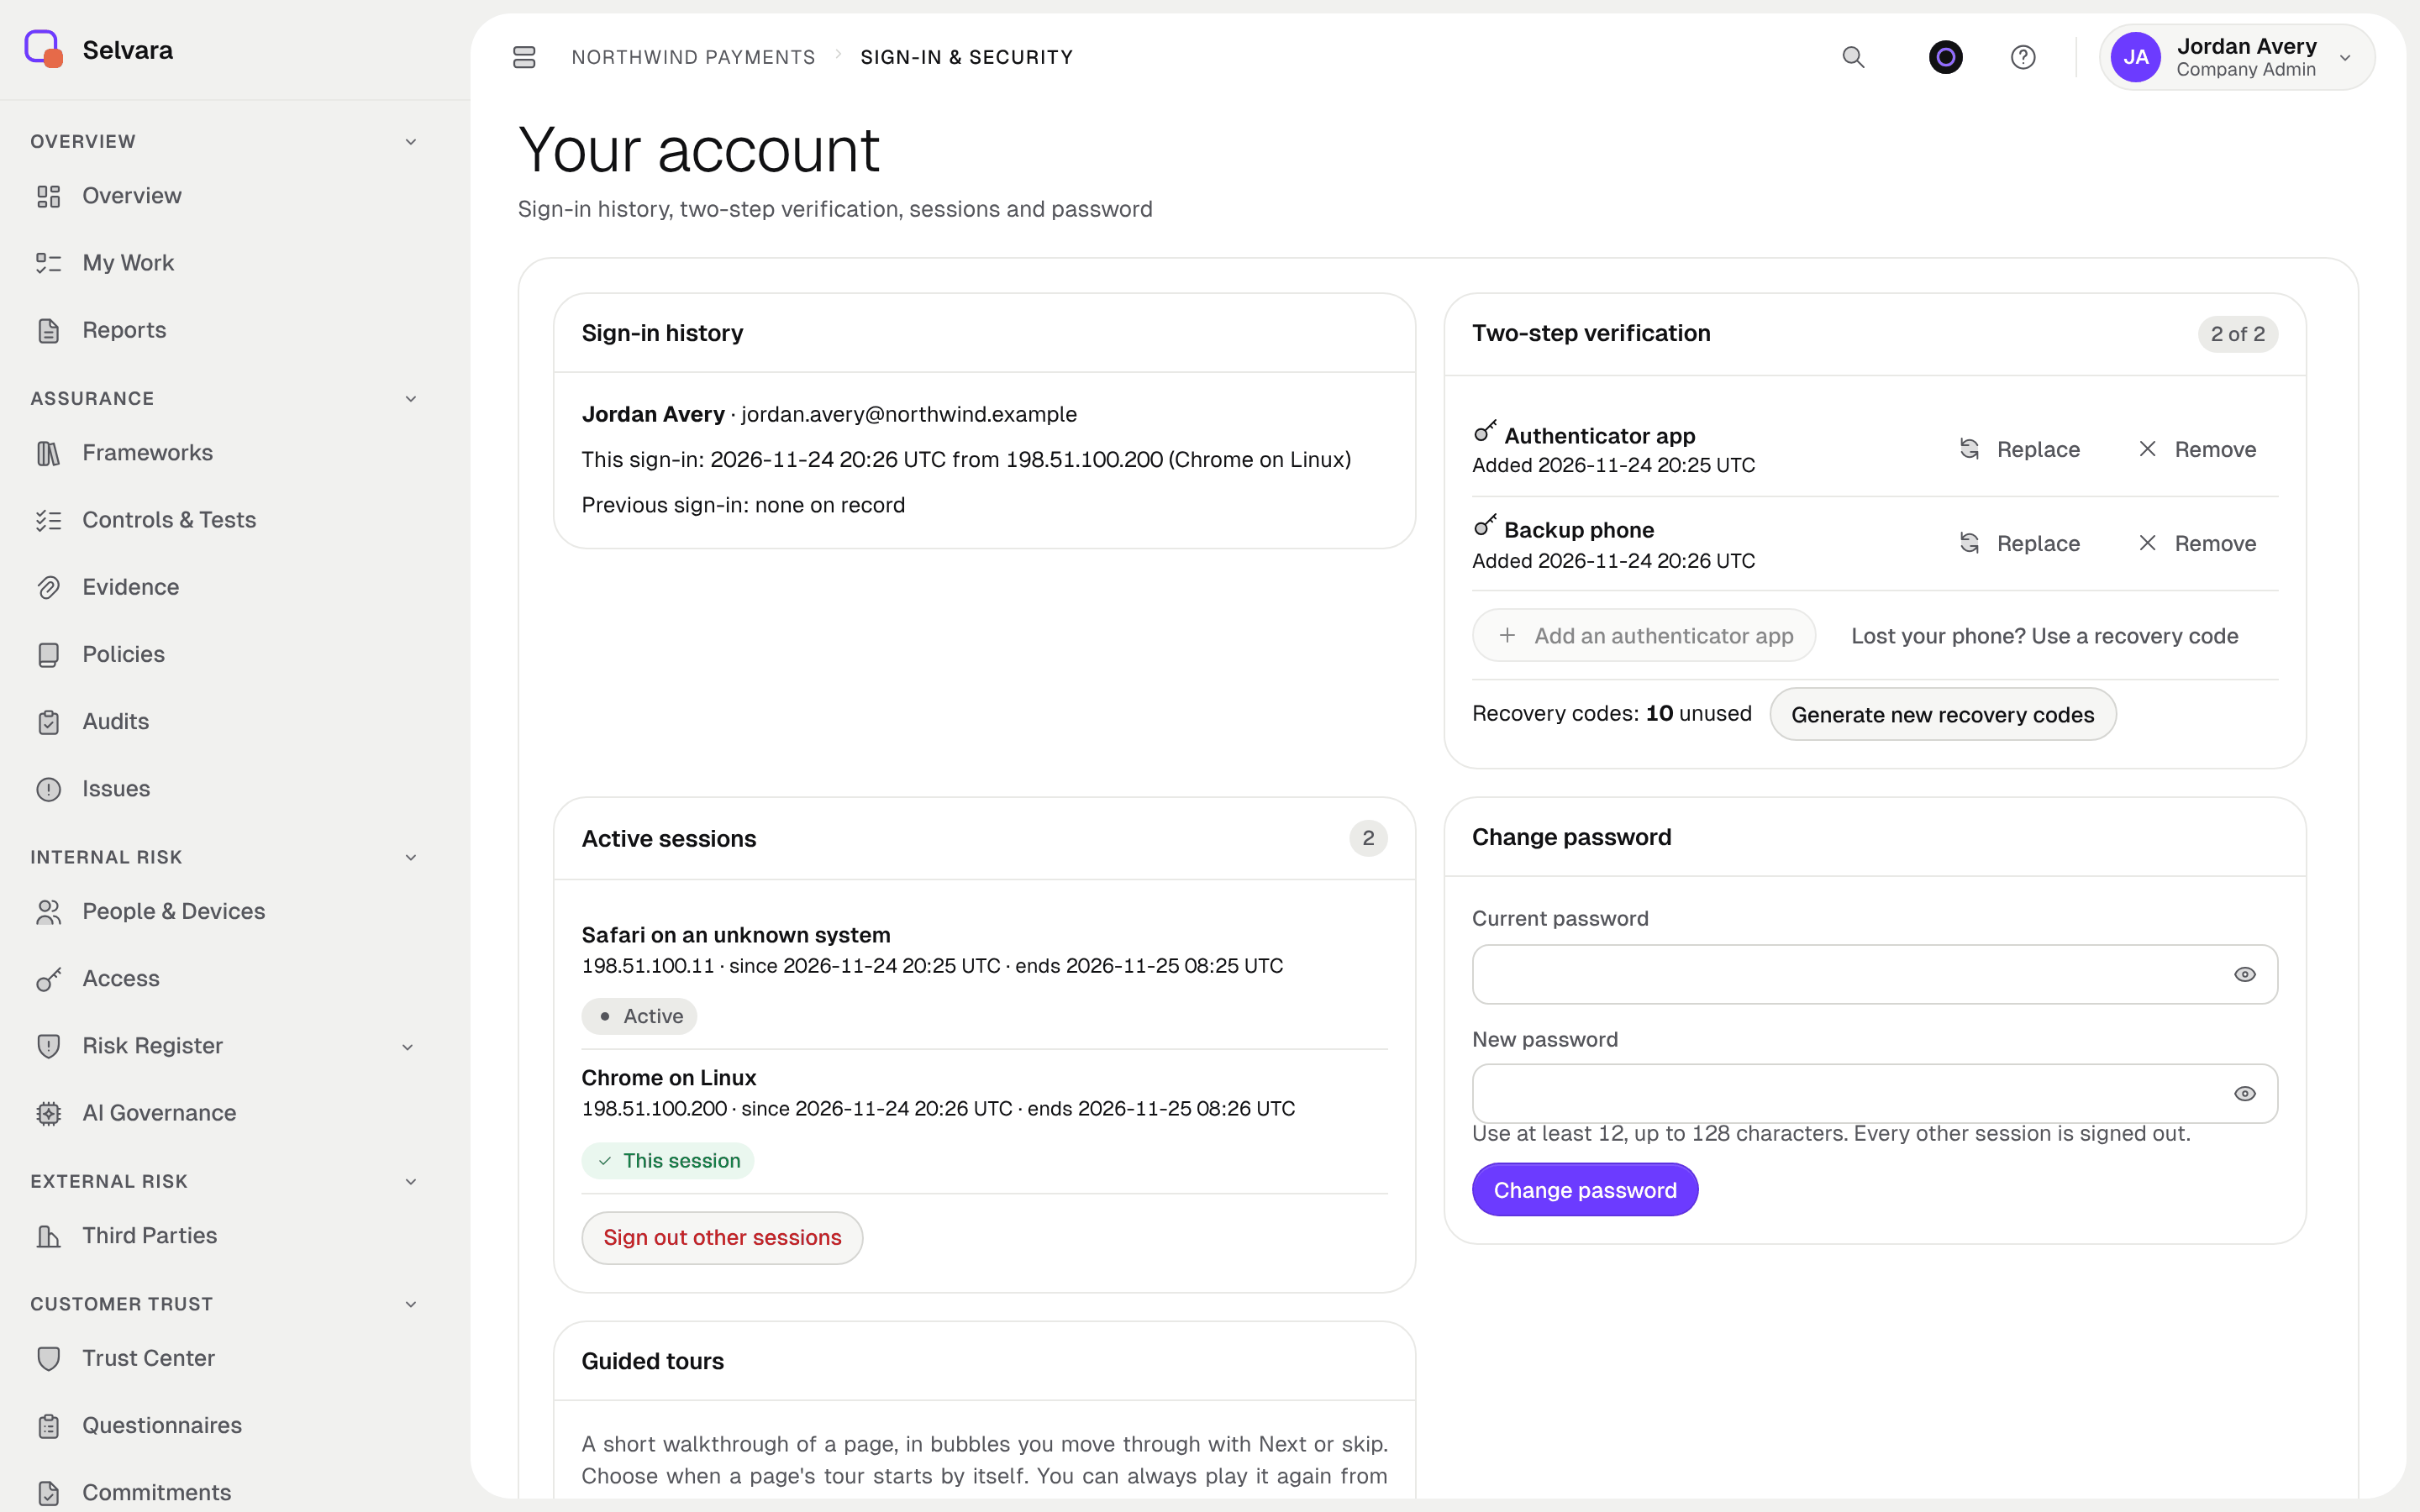 Selvara
OVERVIEW
Overview
My Work
Reports
ASSURANCE
Frameworks
Controls & Tests
Evidence
Policies
Audits
Issues
INTERNAL RISK
People & Devices
Access
Risk Register
AI Governance
EXTERNAL RISK
Third Parties
CUSTOMER TRUST
Trust Center
Questionnaires
Commitments
NORTHWIND PAYMENTS
SIGN-IN & SECURITY
JA
Jordan Avery
Company Admin
Your account
Sign-in history, two-step verification, sessions and password
Sign-in history
Jordan Avery · jordan.avery@northwind.example
This sign-in: 2026-11-24 20:26 UTC from 198.51.100.200 (Chrome on Linux)
Previous sign-in: none on record
Two-step verification
2 of 2
Authenticator app
Added 2026-11-24 20:25 UTC
Replace
Remove
Backup phone
Added 2026-11-24 20:26 UTC
Replace
Remove
Add an authenticator app
Lost your phone? Use a recovery code
Recovery codes: 10 unused
Generate new recovery codes
Active sessions
2
Safari on an unknown system
198.51.100.11 · since 2026-11-24 20:25 UTC · ends 2026-11-25 08:25 UTC
Active
Chrome on Linux
198.51.100.200 · since 2026-11-24 20:26 UTC · ends 2026-11-25 08:26 UTC
This session
Sign out other sessions
Change password
Current password
New password
Use at least 12, up to 128 characters. Every other session is signed out.
Change password
Guided tours
A short walkthrough of a page, in bubbles you move through with Next or skip.
Choose when a page's tour starts by itself. You can always play it again from